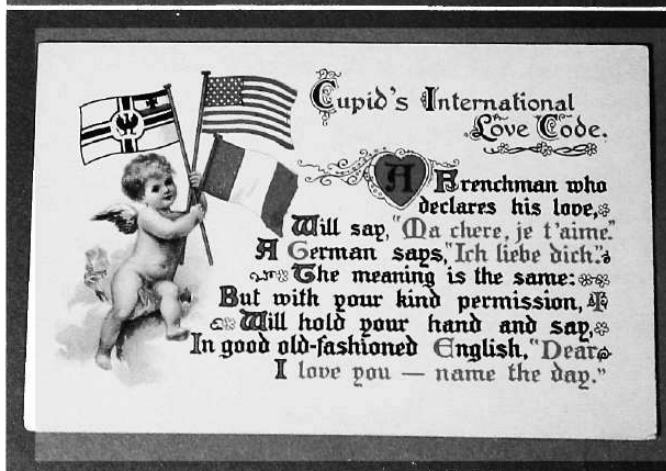 Cupid's International
Love Code.
A Frenchman who
declares his love,
Will say, "Ma chere, je t'aime."
A German says, "Ich liebe dich."
The meaning is the same:
But with your kind permission, I
Will hold your hand and say,
In good old-fashioned English, "Dear
I love you — name the day."